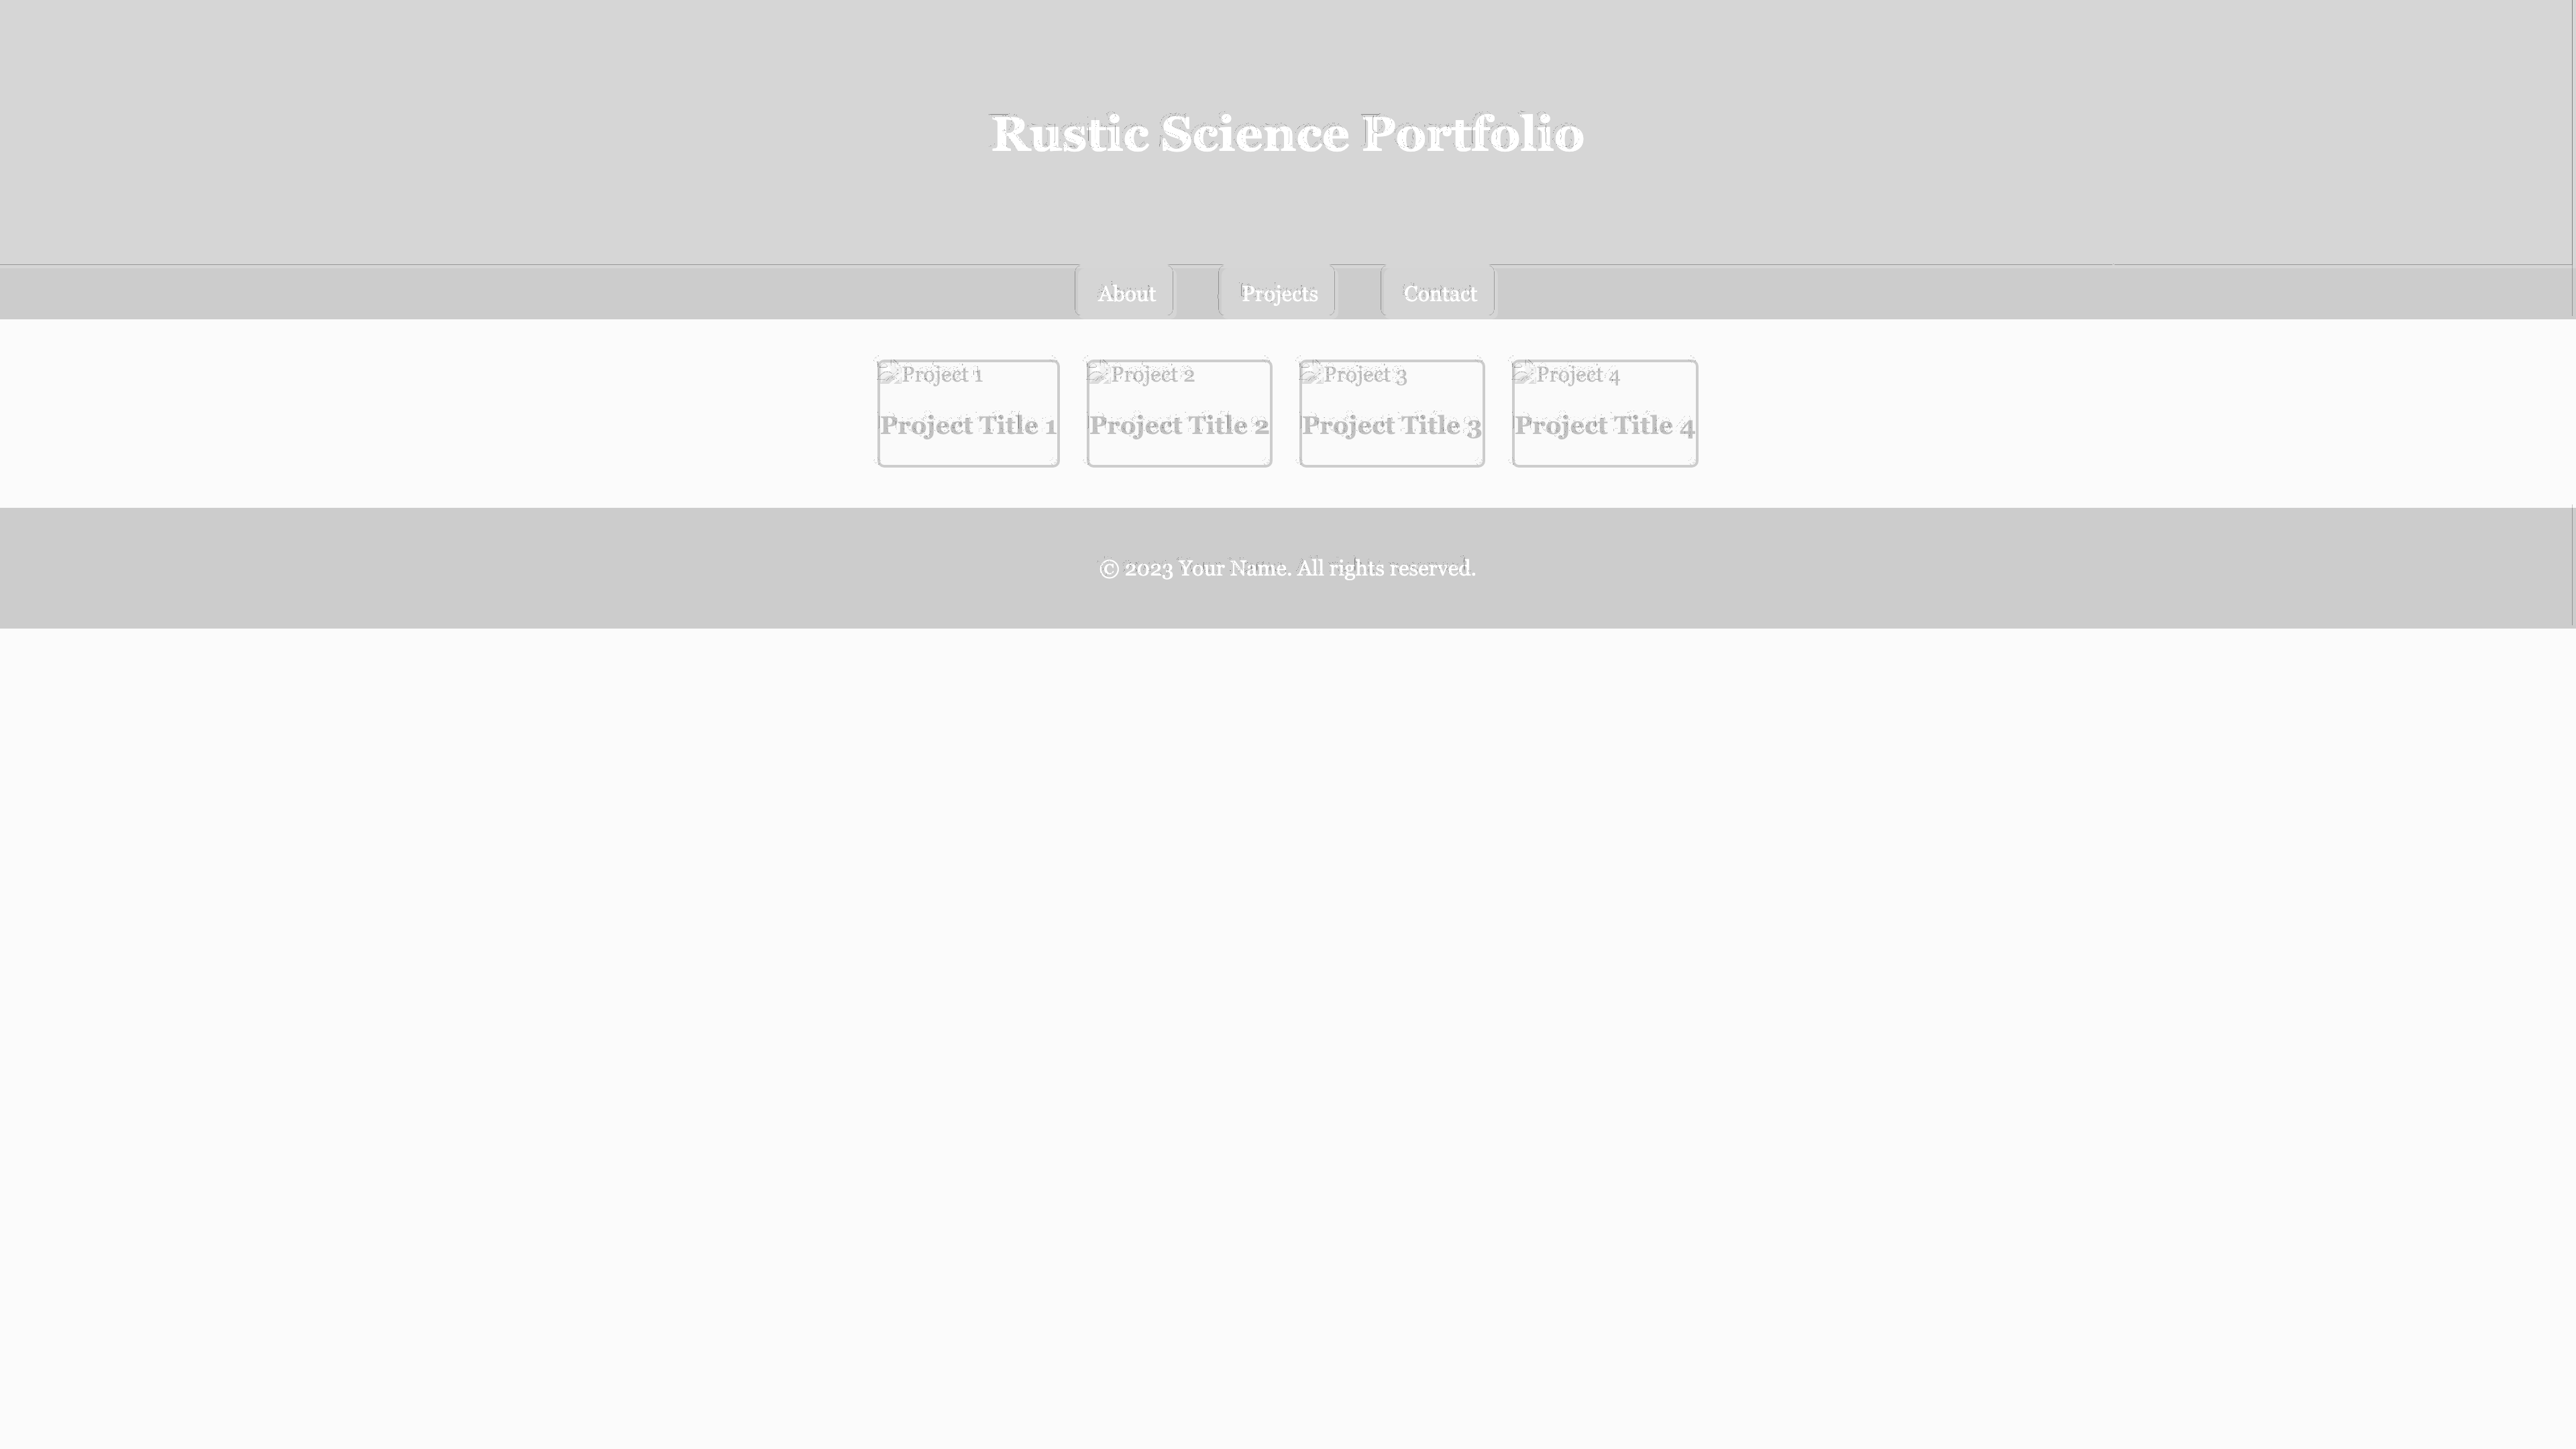 Rustic Science Portfolio
About Projects Contact
Project 1 Project 2 Project 3 Project 4
Project Title 1 Project Title 2 Project Title 3 Project Title 4
© 2023 Your Name. All rights reserved.